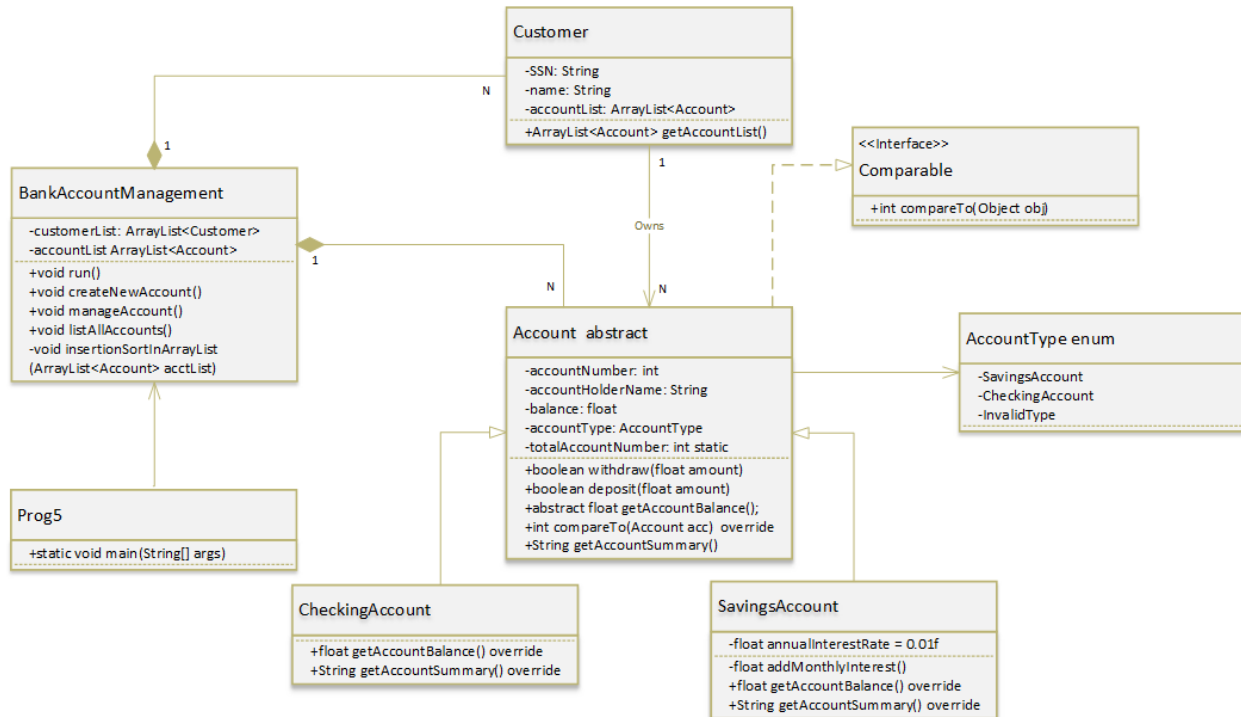 Customer
-SSN: String
-name: String
-accountList: ArrayList<Account>
+ArrayList<Account> getAccountList()
N
1
1
<<Interface>>
Comparable
+int compareTo(Object obj)
BankAccountManagement
-customerList: ArrayList<Customer>
-accountList ArrayList<Account>
+void run()
+void createNewAccount()
+void manageAccount()
+void listAllAccounts()
-void insertionSortInArrayList
(ArrayList<Account> acctList)
1
Owns
N
N
Account abstract
-accountNumber: int
-accountHolderName: String
-balance: float
-accountType: AccountType
-totalAccountNumber: int static
+boolean withdraw(float amount)
+boolean deposit(float amount)
+abstract float getAccountBalance();
+int compareTo(Account acc) override
+String getAccountSummary()
AccountType enum
-SavingsAccount
-CheckingAccount
-InvalidType
Prog5
+static void main(String[] args)
CheckingAccount
+float getAccountBalance() override
+String getAccountSummary() override
SavingsAccount
-float annualInterestRate = 0.01f
-float addMonthlyInterest()
+float getAccountBalance() override
+String getAccountSummary() override